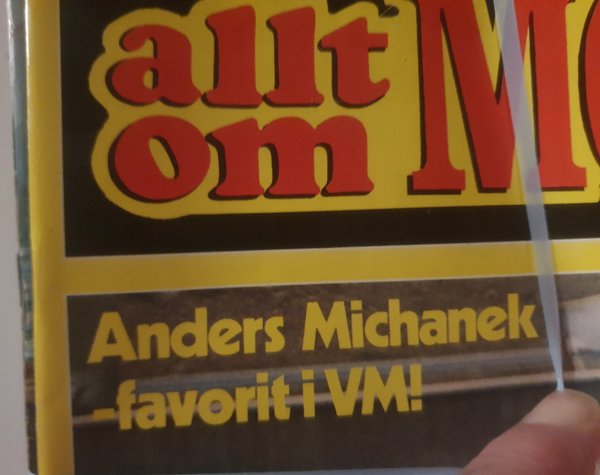 allt
om
Anders Michanek
-favorit i VM!